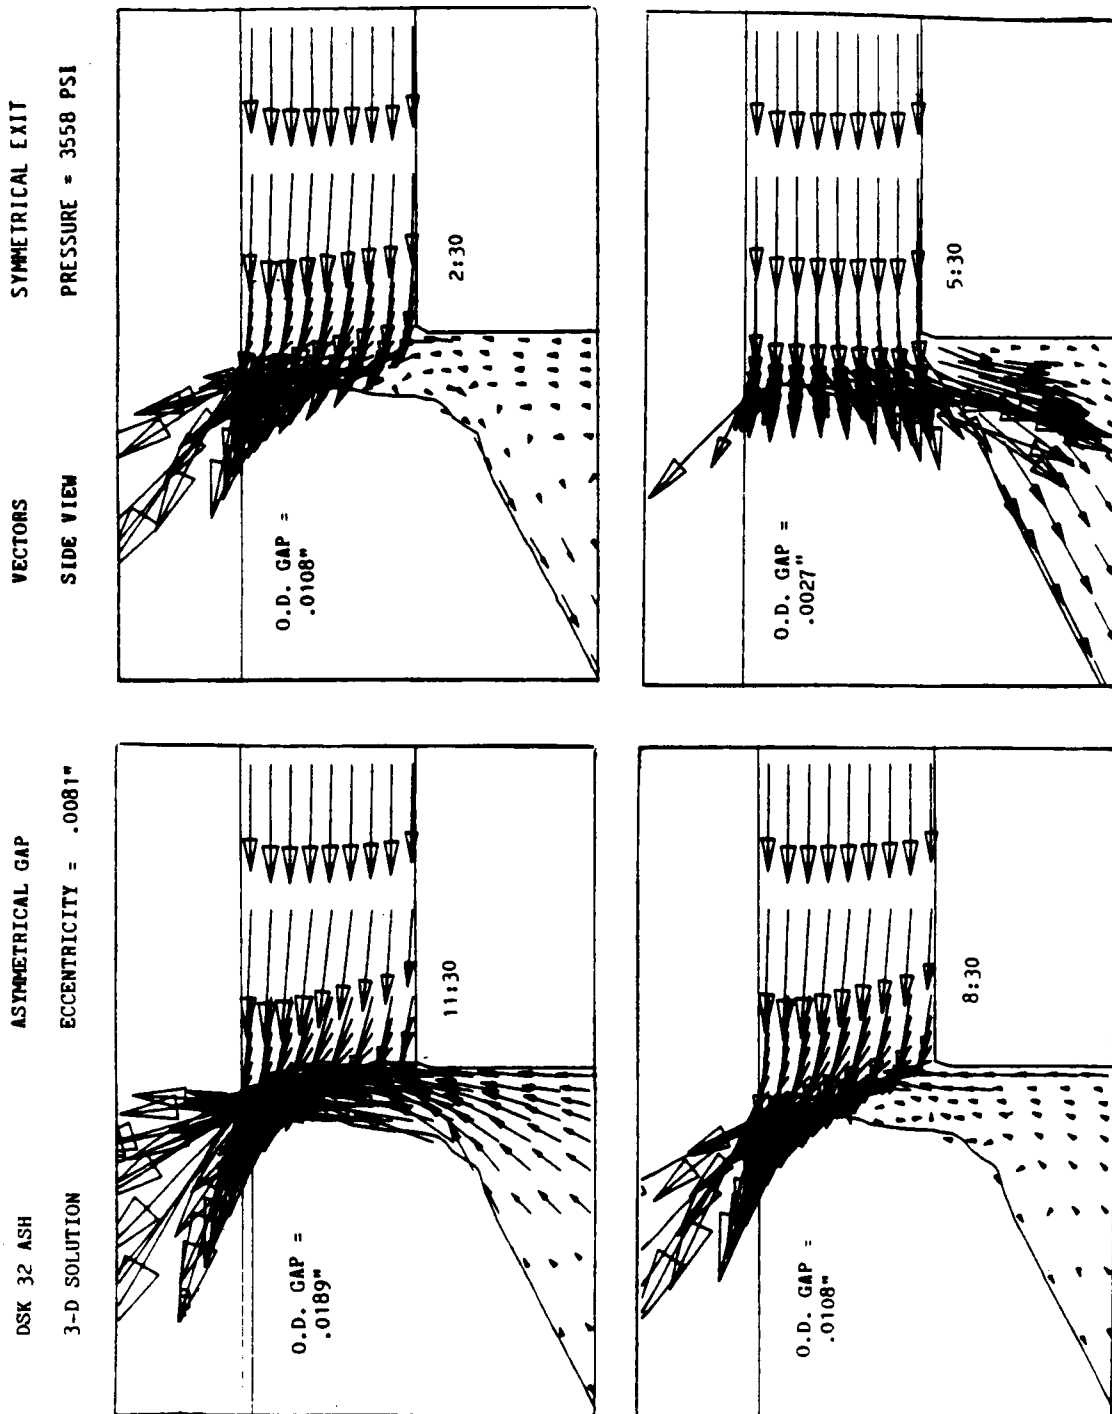 DSK 32 ASH ASYMMETRICAL GAP VECTORS SYMMETRICAL EXIT
3-D SOLUTION ECCENTRICITY = .0081" SIDE VIEW PRESSURE = 3558 PSI
O.D. GAP =
.0189"
11:30
O.D. GAP =
.0108"
2:30
O.D. GAP =
.0108"
8:30
O.D. GAP =
.0027"
5:30